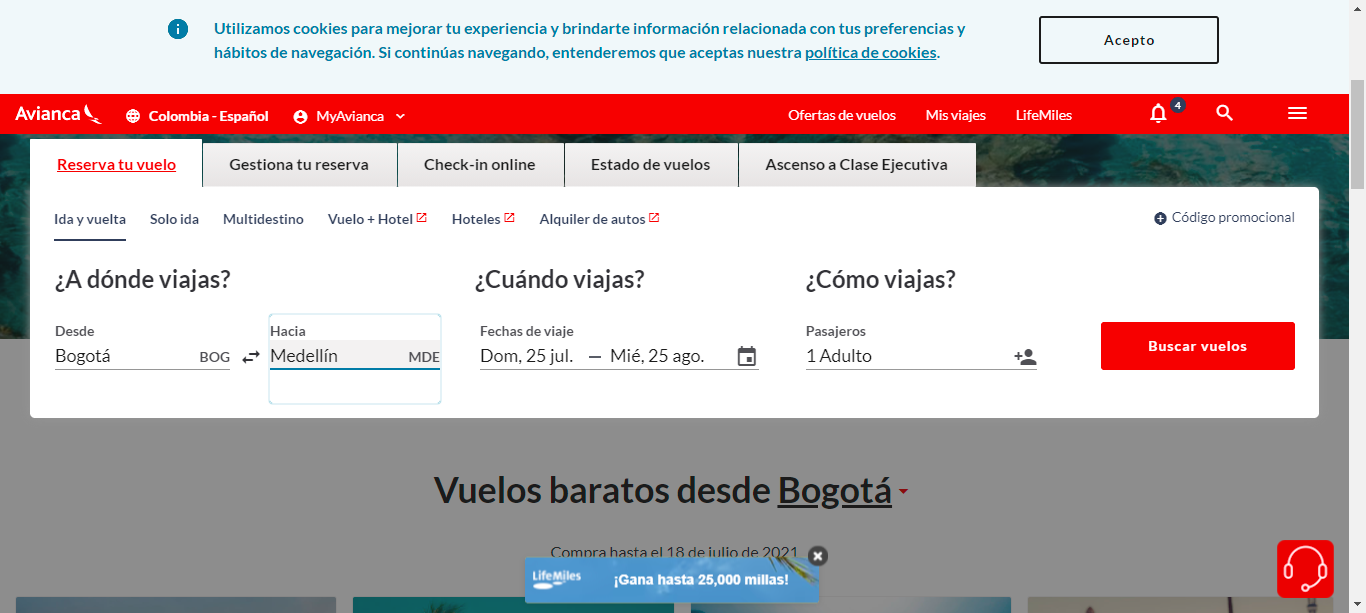 Utilizamos cookies para mejorar tu experiencia y brindarte información relacionada con tus preferencias y
hábitos de navegación. Si continúas navegando, entenderemos que aceptas nuestra política de cookies.
Acepto
Avianca Colombia - Español MyAvianca Ofertas de vuelos Mis viajes LifeMiles 4
Reserva tu vuelo Gestiona tu reserva Check-in online Estado de vuelos Ascenso a Clase Ejecutiva
Ida y vuelta Solo ida Multidestino Vuelo + Hotel Hoteles Alquiler de autos Código promocional
¿A dónde viajas? ¿Cuándo viajas? ¿Cómo viajas?
Desde Hacia Fechas de viaje Pasajeros
Bogotá BOG Medellín MDE Dom, 25 jul. — Mié, 25 ago. 1 Adulto Buscar vuelos
Vuelos baratos desde Bogotá
Compra hasta el 18 de julio de 2021
LifeMiles ¡Gana hasta 25,000 millas!